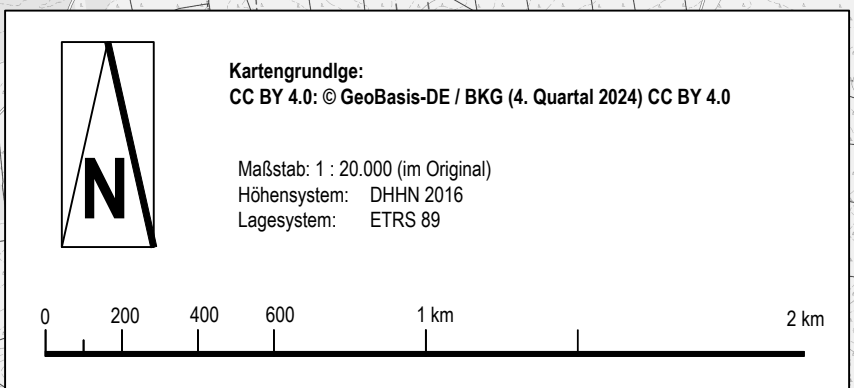 N
Kartengrundlge:
CC BY 4.0: © GeoBasis-DE / BKG (4. Quartal 2024) CC BY 4.0
Maßstab: 1 : 20.000 (im Original)
Höhensystem: DHHN 2016
Lagesystem: ETRS 89
0 200 400 600 1 km 2 km